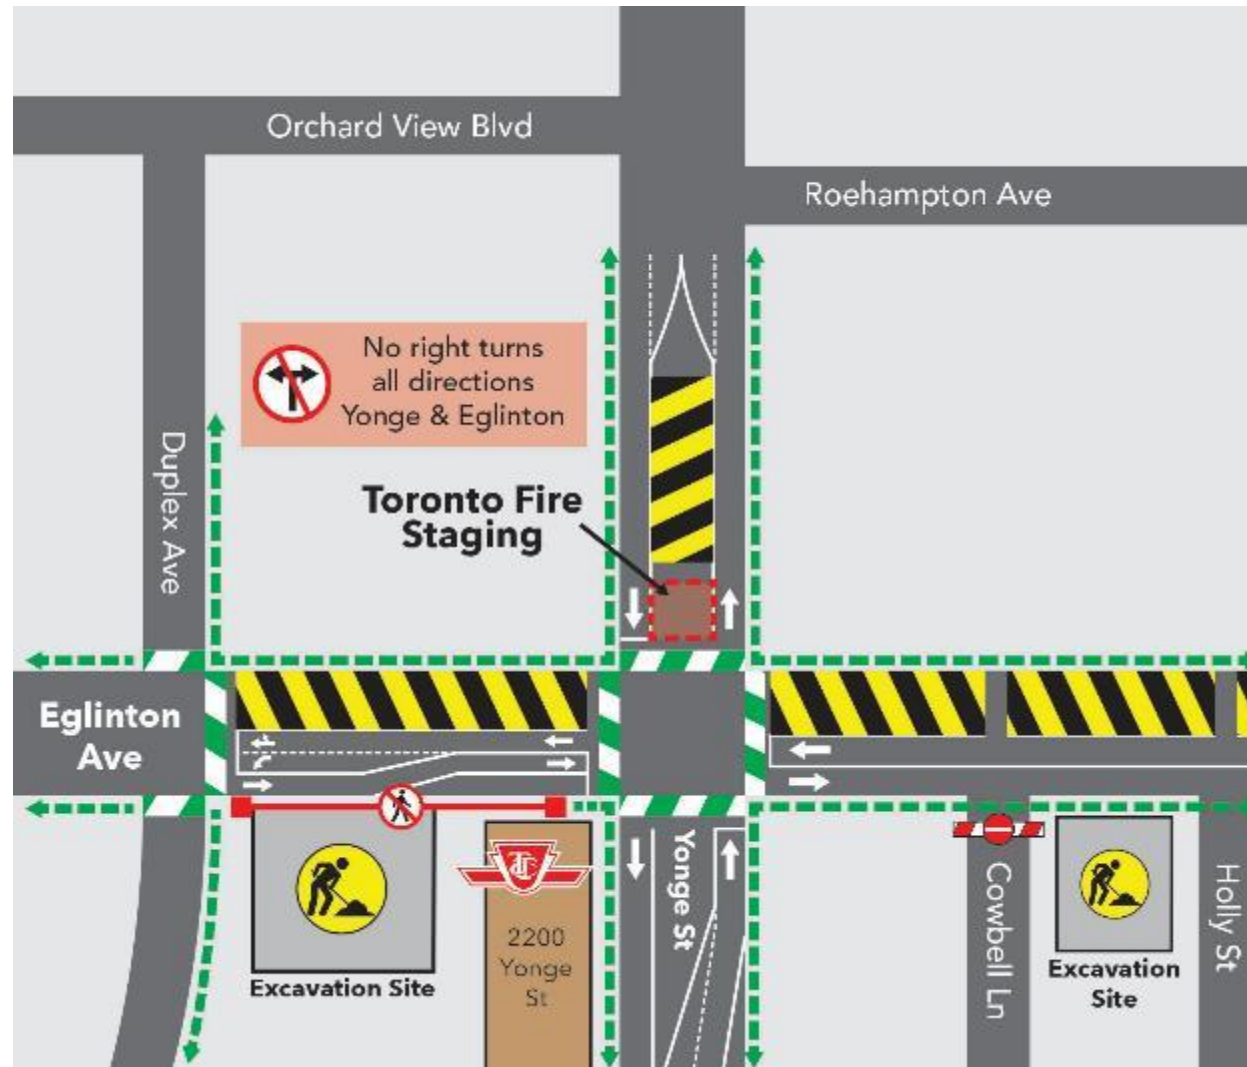 Orchard View Blvd
Roehampton Ave
No right turns
all directions
Yonge & Eglinton
Duplex Ave
Toronto Fire
Staging
Eglinton
Ave
Yonge St
2200
Yonge
St
Excavation Site
Cowbell Ln
Excavation
Site
Holly St